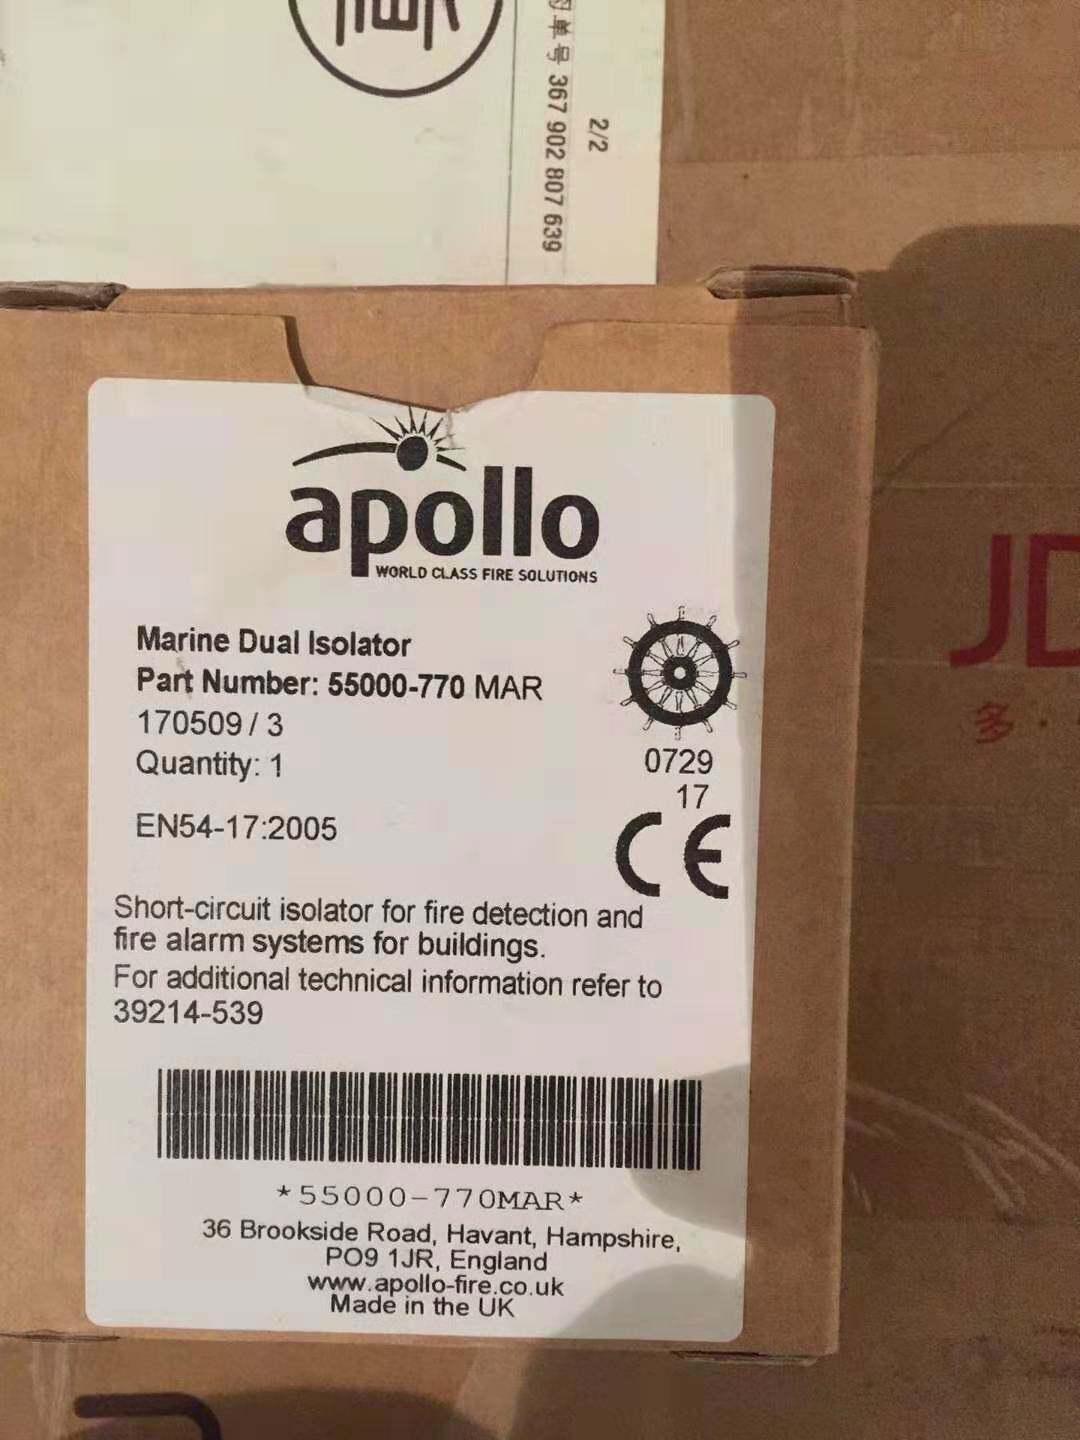 单号 367 902 807 639
2/2
apollo
WORLD CLASS FIRE SOLUTIONS
Marine Dual Isolator
Part Number: 55000-770 MAR
170509 / 3
Quantity: 1
0729
17
EN54-17:2005
CE
Short-circuit isolator for fire detection and
fire alarm systems for buildings.
For additional technical information refer to
39214-539
*55000-770MAR*
36 Brookside Road, Havant, Hampshire,
PO9 1JR, England
www.apollo-fire.co.uk
Made in the UK
JD
多·